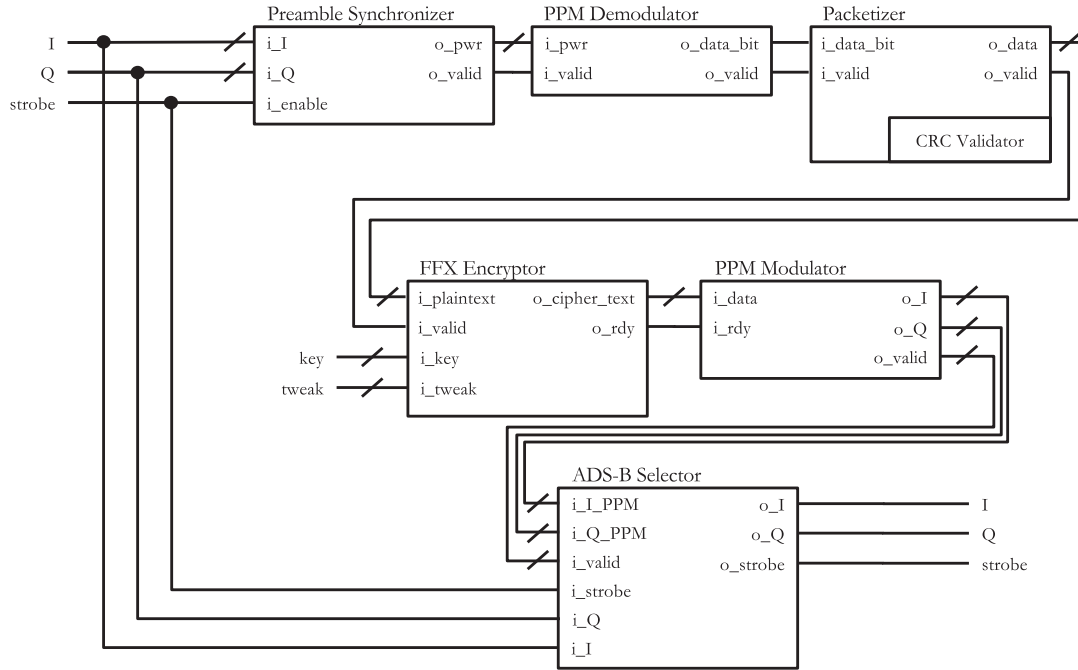 Preamble Synchronizer
PPM Demodulator
Packetizer
I
i_I
o_pwr
i_pwr
o_data_bit
i_data_bit
o_data
Q
i_Q
o_valid
i_valid
o_valid
i_valid
o_valid
strobe
i_enable
CRC Validator
FFX Encryptor
PPM Modulator
i_plaintext
o_cipher_text
i_data
o_I
i_valid
o_rdy
i_rdy
o_Q
key
i_key
o_valid
tweak
i_tweak
ADS-B Selector
i_I_PPM
o_I
I
i_Q_PPM
o_Q
Q
i_valid
o_strobe
strobe
i_strobe
i_Q
i_I